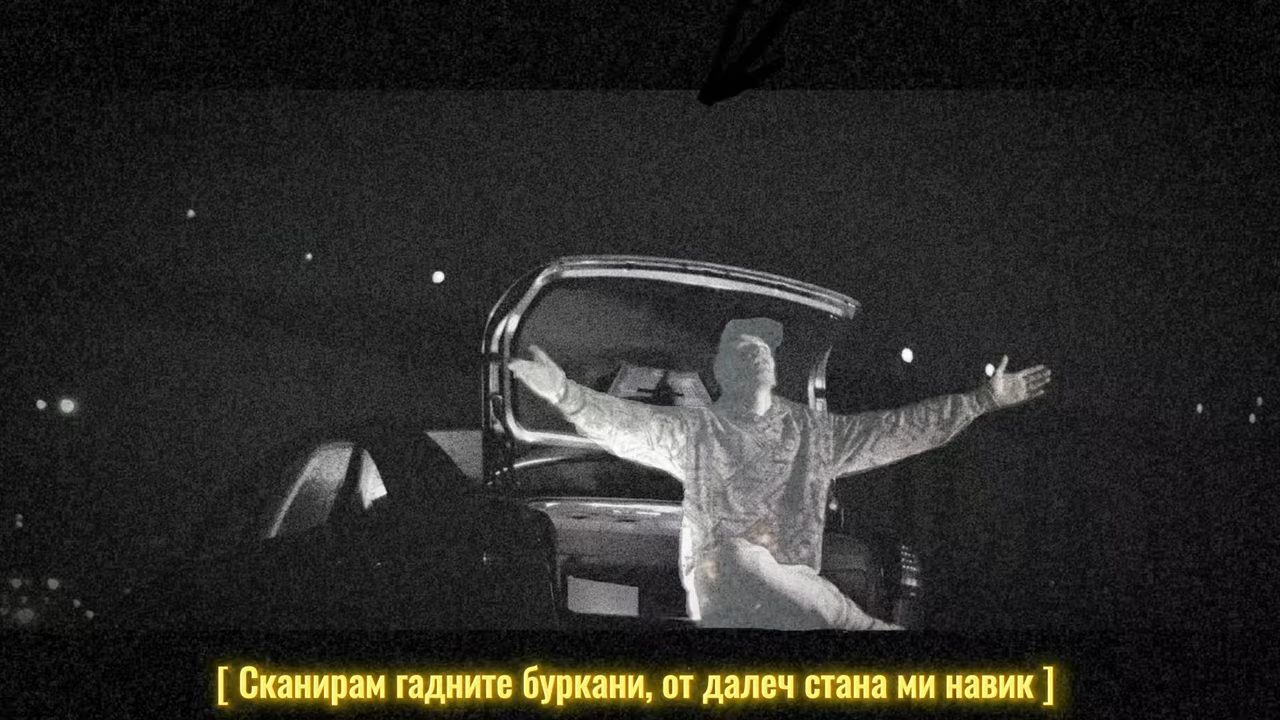 [ Сканирам гадните буркани, от далеч стана ми навик ]